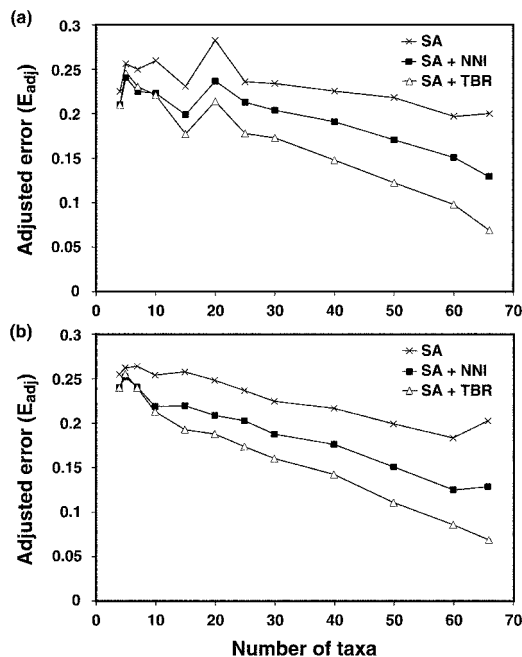 (a)
0.3
0.25
0.2
0.15
0.1
0.05
0
Adjusted error (Eadj)
SA
SA + NNI
SA + TBR
0 10 20 30 40 50 60 70
(b)
0.3
0.25
0.2
0.15
0.1
0.05
0
Adjusted error (Eadj)
SA
SA + NNI
SA + TBR
0 10 20 30 40 50 60 70
Number of taxa